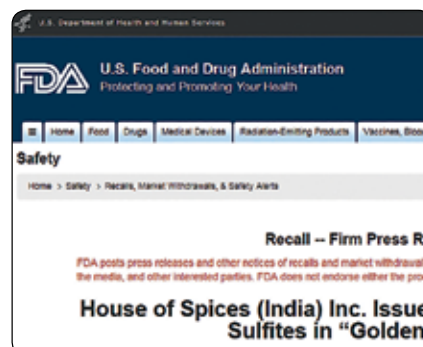 U.S. Department of Health and Human Services
FDA
U.S. Food and Drug Administration
Protecting and Promoting Your Health
Home Food Drugs Medical Devices Radiation-Emitting Products Vaccines,
Safety
Home > Safety > Recalls, Market Withdrawals, & Safety Alerts
Recall -- Firm Press R
FDA posts press releases and other notices of recalls and market withdrawal
the media, and other interested parties. FDA does not endorse either the pro
House of Spices (India) Inc. Issue
Sulfites in “Golden